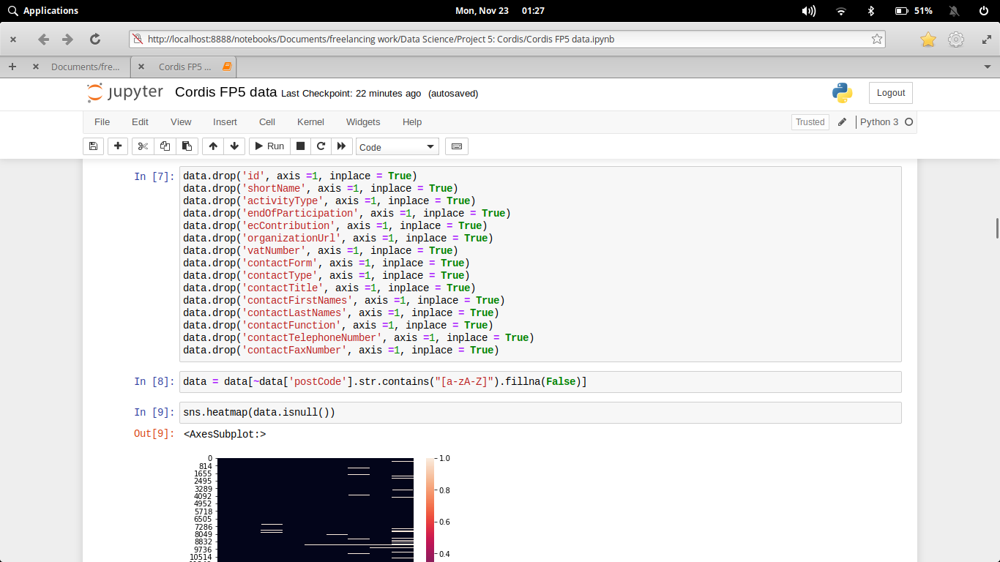 Applications
Mon, Nov 23 01:27
51%
http://localhost:8888/notebooks/Documents/freelancing work/Data Science/Project 5: Cordis/Cordis FP5 data.ipynb
Documents/fre...
Cordis FP5 ...
jupyter Cordis FP5 data Last Checkpoint: 22 minutes ago (autosaved)
Logout
File Edit View Insert Cell Kernel Widgets Help
Trusted
Python 3
Run
Code
In [7]: data.drop('id', axis =1, inplace = True)
data.drop('shortName', axis =1, inplace = True)
data.drop('activityType', axis =1, inplace = True)
data.drop('endOfParticipation', axis =1, inplace = True)
data.drop('ecContribution', axis =1, inplace = True)
data.drop('organizationUrl', axis =1, inplace = True)
data.drop('vatNumber', axis =1, inplace = True)
data.drop('contactForm', axis =1, inplace = True)
data.drop('contactType', axis =1, inplace = True)
data.drop('contactTitle', axis =1, inplace = True)
data.drop('contactFirstNames', axis =1, inplace = True)
data.drop('contactLastNames', axis =1, inplace = True)
data.drop('contactFunction', axis =1, inplace = True)
data.drop('contactTelephoneNumber', axis =1, inplace = True)
data.drop('contactFaxNumber', axis =1, inplace = True)
In [8]: data = data[~data['postCode'].str.contains("[a-zA-Z]").fillna(False)]
In [9]: sns.heatmap(data.isnull())
Out[9]: <AxesSubplot:>
0
814
1655
2495
3289
4092
4952
5718
6505
7286
8049
8832
9736
10514
1.0
0.8
0.6
0.4